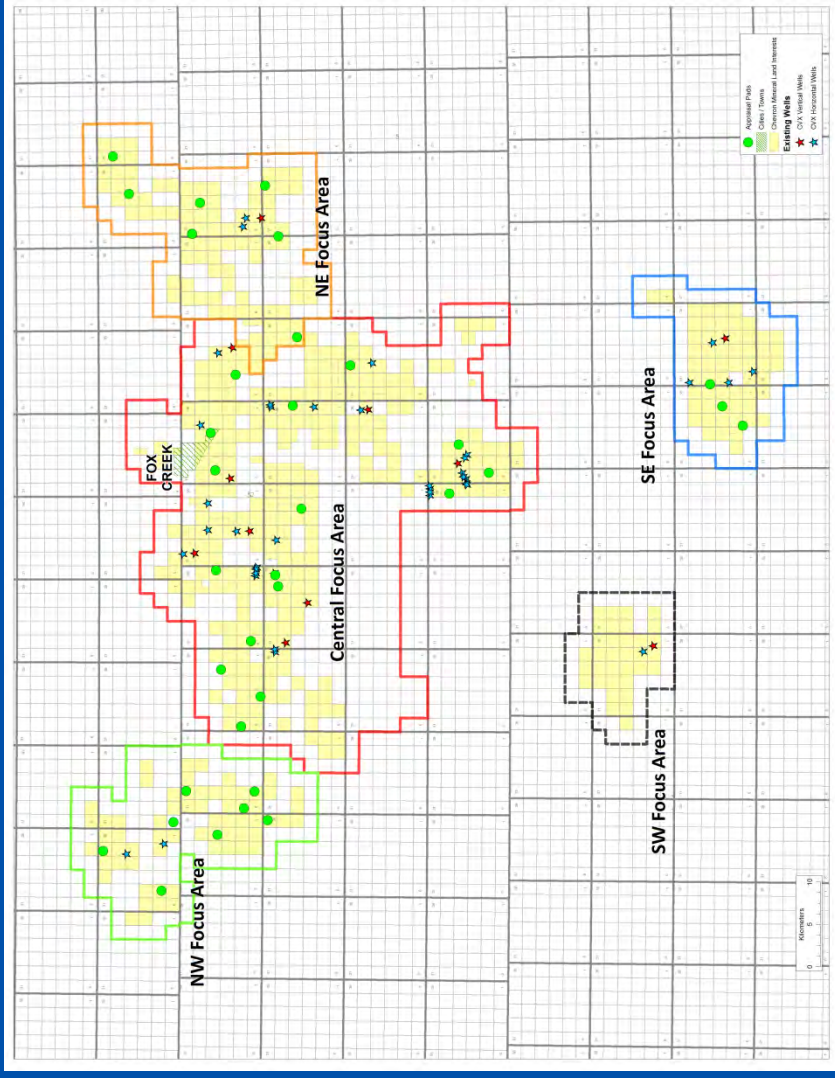 FOX
CREEK
NE Focus Area
Central Focus Area
NW Focus Area
SE Focus Area
SW Focus Area
Appraisal Pads
Cities / Towns
Chevron Mineral Land Interests
Existing Wells
CVX Vertical Wells
CVX Horizontal Wells
Kilometers
0 5 10